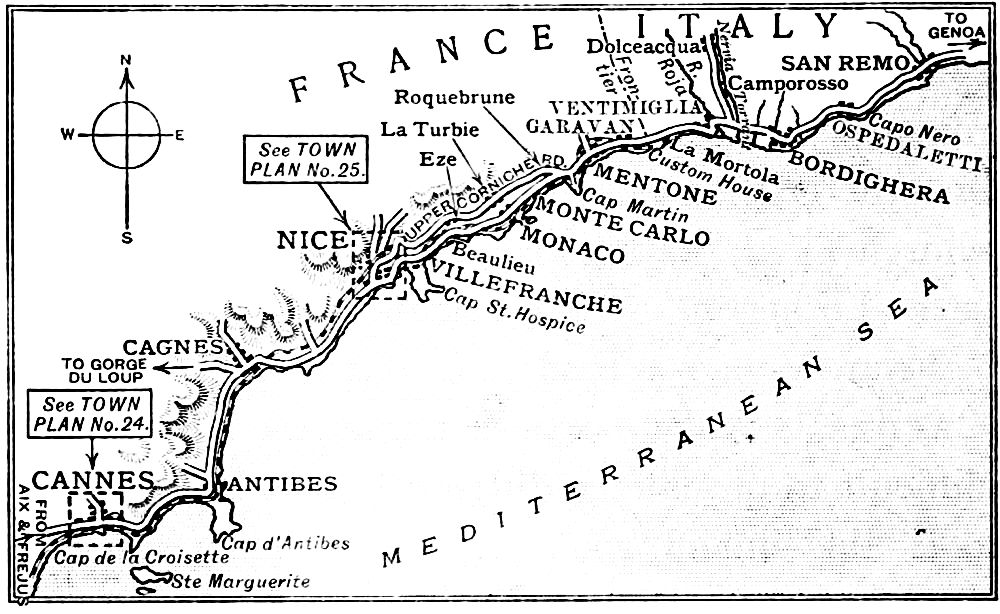 FRANCE
ITALY
TO
GENOA
N
W
E
S
Dolceacqua
Frontier
R. Roja
Nervia Torrent
Camporosso
SAN REMO
Capo Nero
OSPEDALETTI
BORDIGHERA
VENTIMIGLIA
GARAVAN
La Mortola
Custom House
MENTONE
Cap Martin
Roquebrune
La Turbie
Eze
UPPER CORNICHE RD.
MONTE CARLO
MONACO
See TOWN
PLAN No.25.
NICE
Beaulieu
VILLEFRANCHE
Cap St. Hospice
CAGNES
TO GORGE
DU LOUP
See TOWN
PLAN No.24.
CANNES
ANTIBES
FROM
AIX & FREJUS
Cap de la Croisette
Cap d'Antibes
Ste Marguerite
MEDITERRANEAN SEA